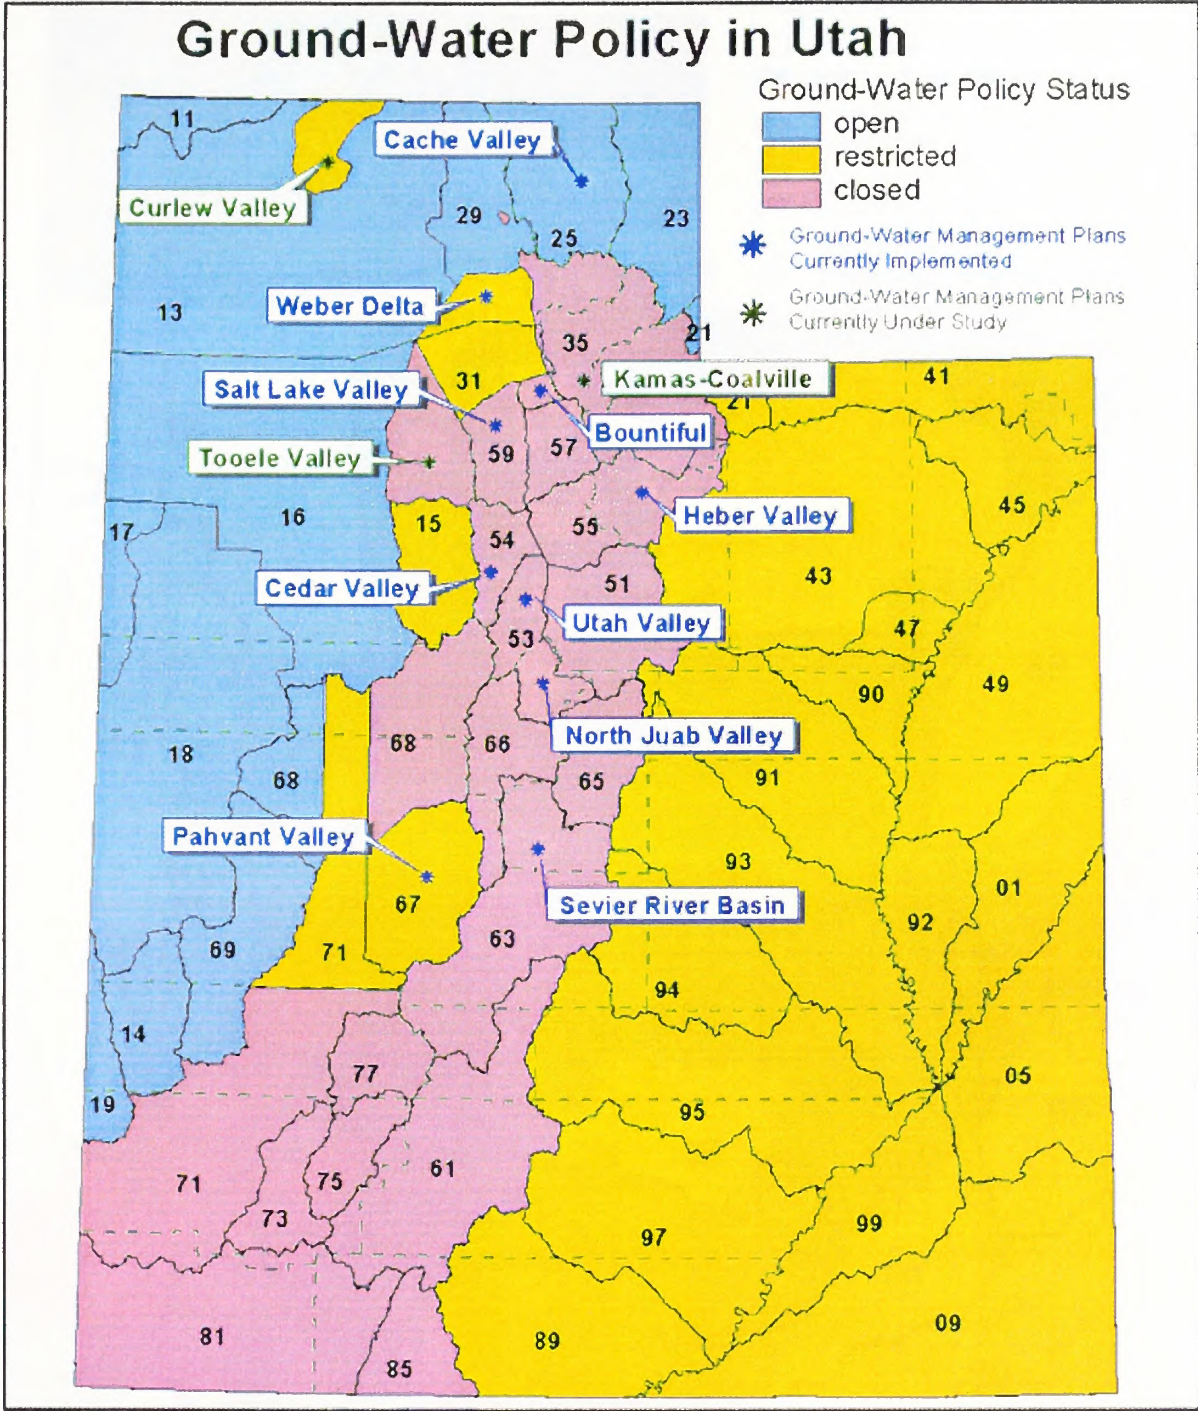 Ground-Water Policy in Utah
Ground-Water Policy Status
open
restricted
closed
Ground-Water Management Plans
Currently Implemented
Ground-Water Management Plans
Currently Under Study
11
Cache Valley
Curlew Valley
29
25
23
13
Weber Delta
35
21
31
Salt Lake Valley
Kamas-Coalville
41
21
Bountiful
Tooele Valley
59
57
45
17
16
15
54
55
Heber Valley
Cedar Valley
51
43
Utah Valley
53
47
90
49
18
68
68
66
North Juab Valley
65
91
Pahvant Valley
93
01
67
Sevier River Basin
92
69
71
63
94
14
77
05
19
95
71
75
61
73
97
99
81
85
89
09